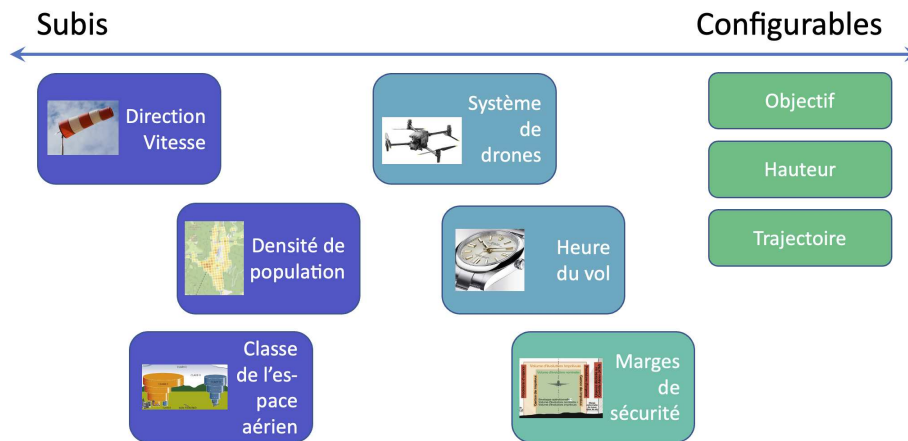 Subis
Configurables
Direction
Vitesse
Système
de
drones
Objectif
Hauteur
Trajectoire
Densité de
population
Heure
du vol
Classe
de l'es-
pace
aérien
Marges
de
sécurité